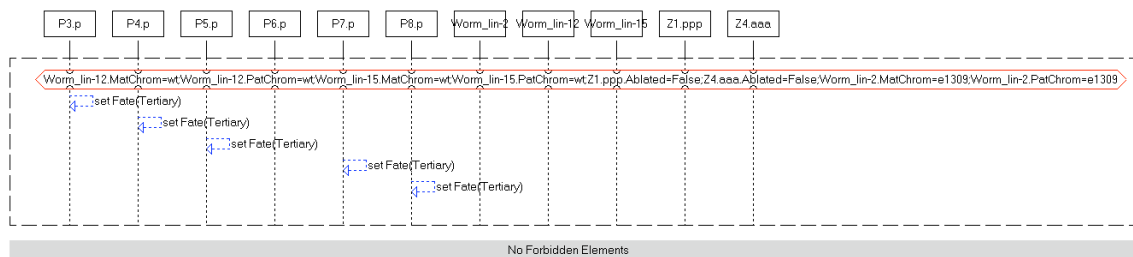 P3.p P4.p P5.p P6.p P7.p P8.p Worm_lin-2 Worm_lin-12 Worm_lin-15 Z1.ppp Z4.aaa
Worm_lin-12.MatChrom=wt;Worm_lin-12.PatChrom=wt;Worm_lin-15.MatChrom=wt;Worm_lin-15.PatChrom=wt;Z1.ppp.Ablated=False;Z4.aaa.Ablated=False;Worm_lin-2.MatChrom=e1309;Worm_lin-2.PatChrom=e1309
set Fate(Tertiary)
set Fate(Tertiary)
set Fate(Tertiary)
set Fate(Tertiary)
set Fate(Tertiary)
No Forbidden Elements